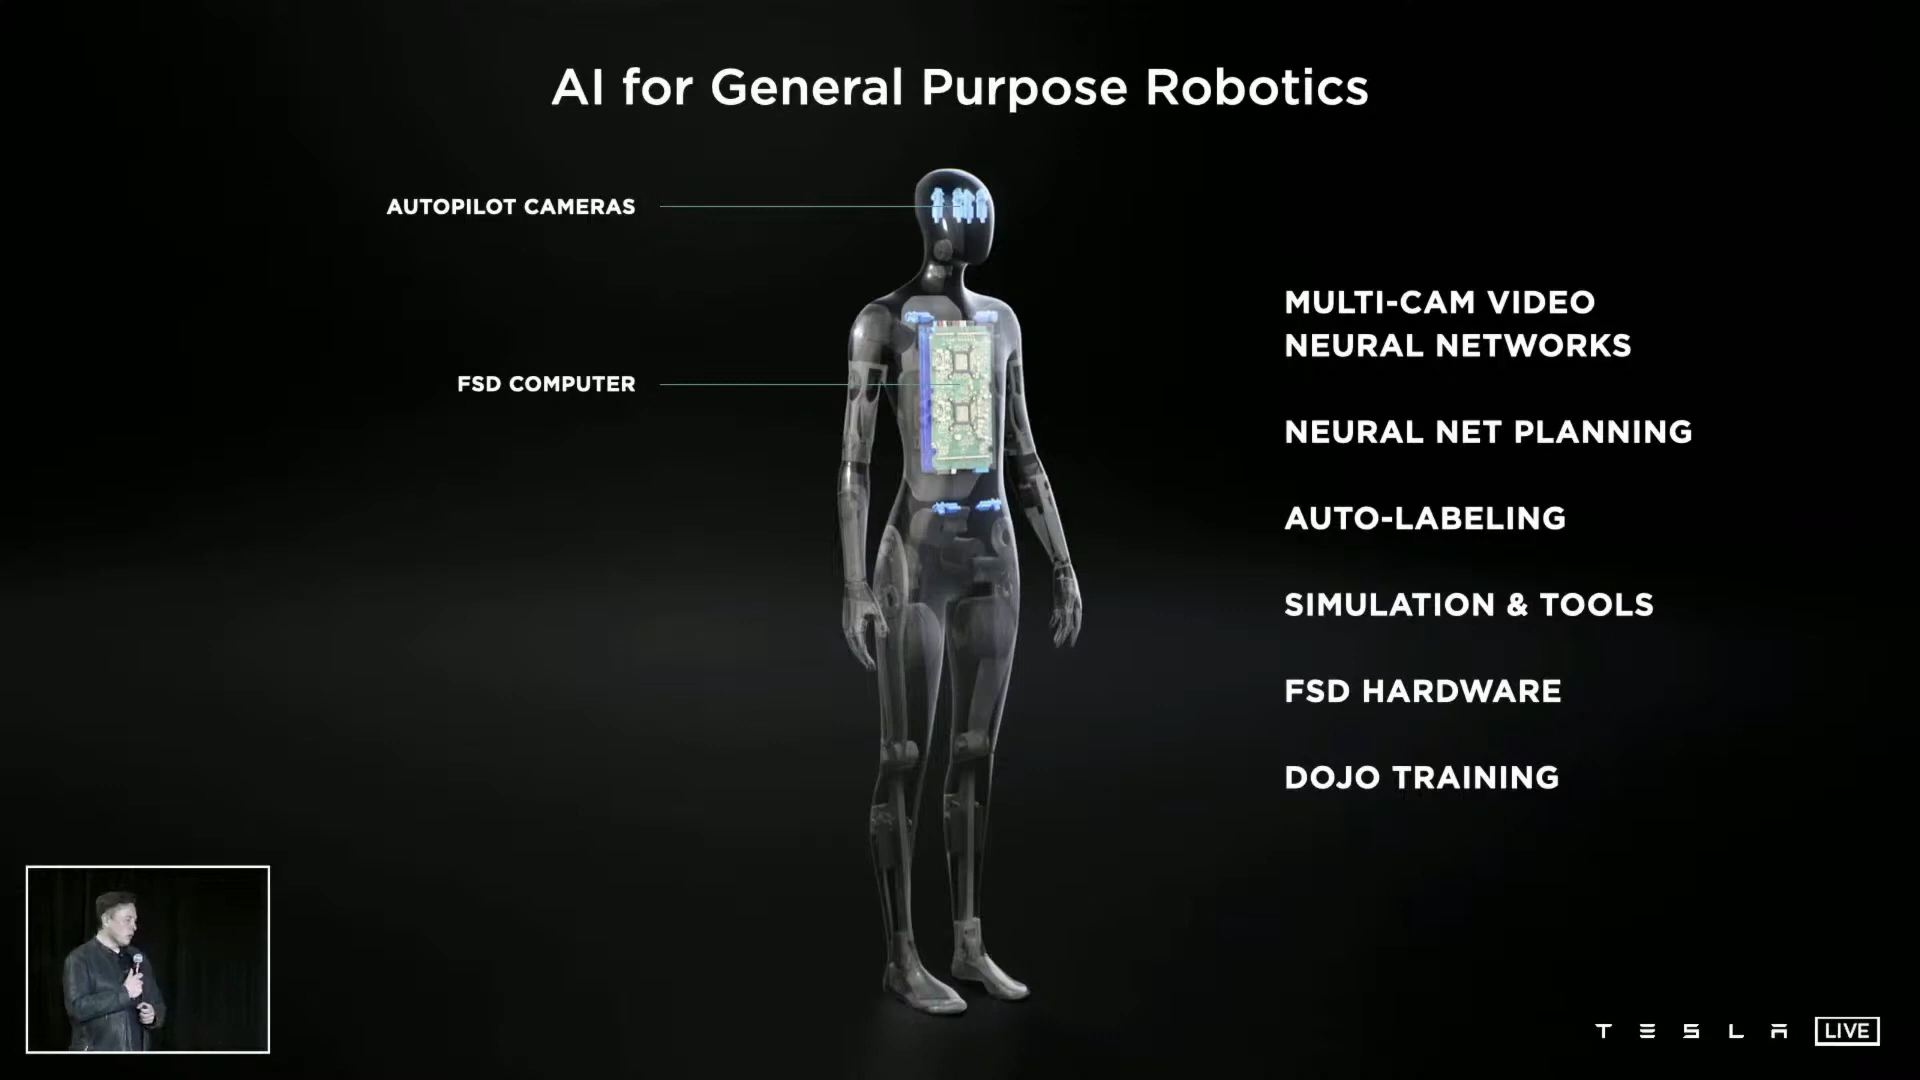 AI for General Purpose Robotics
AUTOPILOT CAMERAS
FSD COMPUTER
MULTI-CAM VIDEO
NEURAL NETWORKS
NEURAL NET PLANNING
AUTO-LABELING
SIMULATION & TOOLS
FSD HARDWARE
DOJO TRAINING
TESLA LIVE